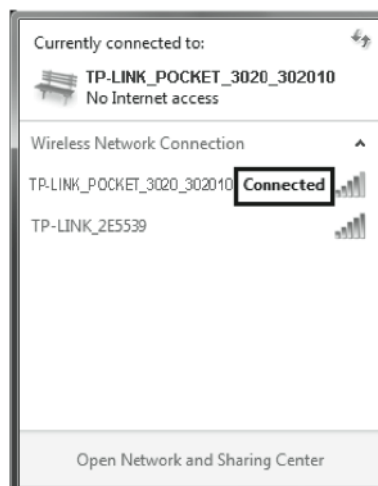 Currently connected to:
TP-LINK_POCKET_3020_302010
No Internet access
Wireless Network Connection
TP-LINK_POCKET_3020_302010 Connected
TP-LINK_2E5539
Open Network and Sharing Center